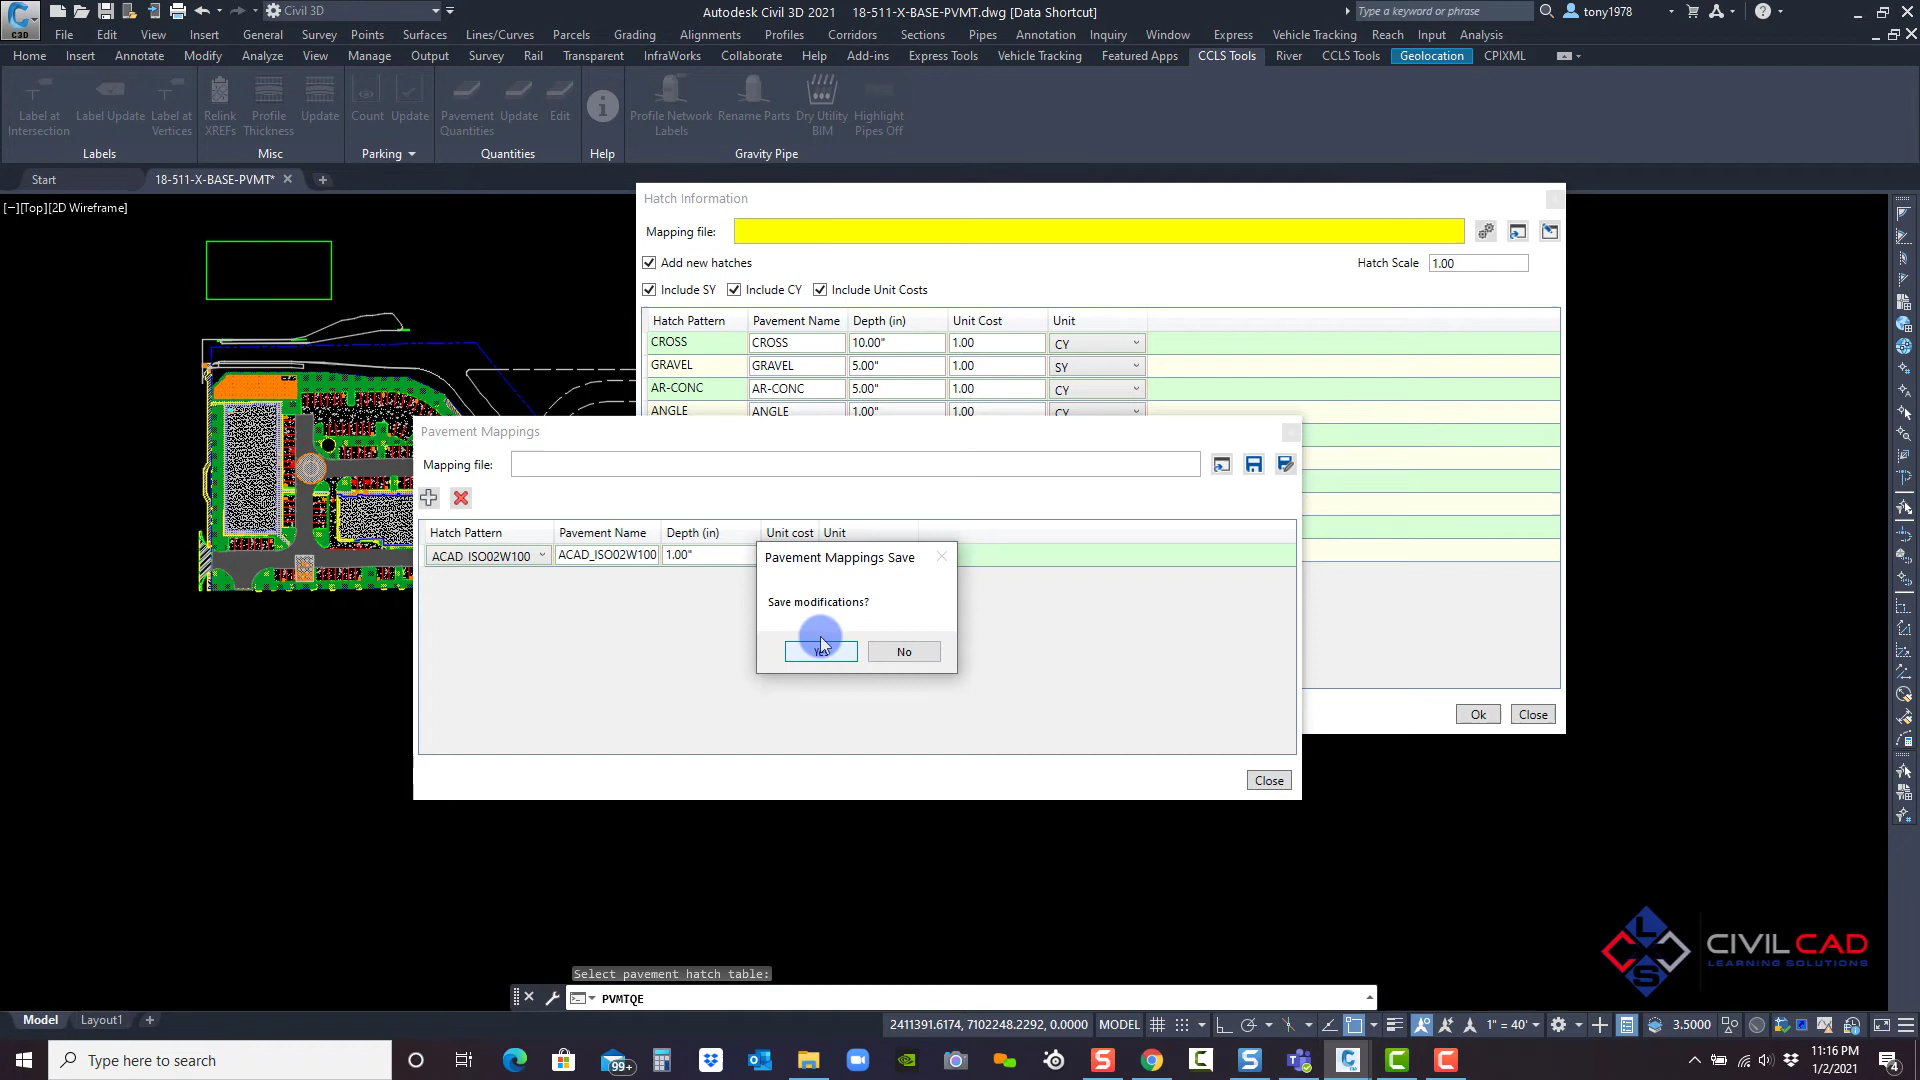 Civil 3D
Autodesk Civil 3D 2021 18-511-X-BASE-PVMT.dwg [Data Shortcut]
Type a keyword or phrase
tony1978
C3D
File Edit View Insert General Survey Points Surfaces Lines/Curves Parcels Grading Alignments Profiles Corridors Sections Pipes Annotation Inquiry Window Express Vehicle Tracking Reach Input Analysis
Home Insert Annotate Modify Analyze View Manage Output Survey Rail Transparent InfraWorks Collaborate Help Add-ins Express Tools Vehicle Tracking Featured Apps CCLS Tools River CCLS Tools Geolocation CPIXML
Label at Intersection
Label Update
Label at Vertices
Relink XREFs
Profile Thickness
Update
Count
Update
Pavement Quantities
Update
Edit
Profile Network Labels
Rename Parts
Dry Utility BIM
Highlight Pipes Off
Labels Misc Parking Quantities Help Gravity Pipe
Start 18-511-X-BASE-PVMT*
[−][Top][2D Wireframe]
Hatch Information
Mapping file:
Add new hatches
Hatch Scale 1.00
Include SY Include CY Include Unit Costs
Hatch Pattern Pavement Name Depth (in) Unit Cost Unit
CROSS CROSS 10.00" 1.00 CY
GRAVEL GRAVEL 5.00" 1.00 SY
AR-CONC AR-CONC 5.00" 1.00 CY
ANGLE ANGLE 1.00" 1.00 CY
Ok Close
Pavement Mappings
Mapping file:
Hatch Pattern Pavement Name Depth (in) Unit cost Unit
ACAD_ISO02W100 ACAD_ISO02W100 1.00"
Pavement Mappings Save
Save modifications?
Yes No
Close
L
S
CIVIL CAD
LEARNING SOLUTIONS
Select pavement hatch table:
PVMTQE
Model Layout1
2411391.6174, 7102248.2292, 0.0000 MODEL 1" = 40' 3.5000
Type here to search
99+
11:16 PM
1/2/2021
4